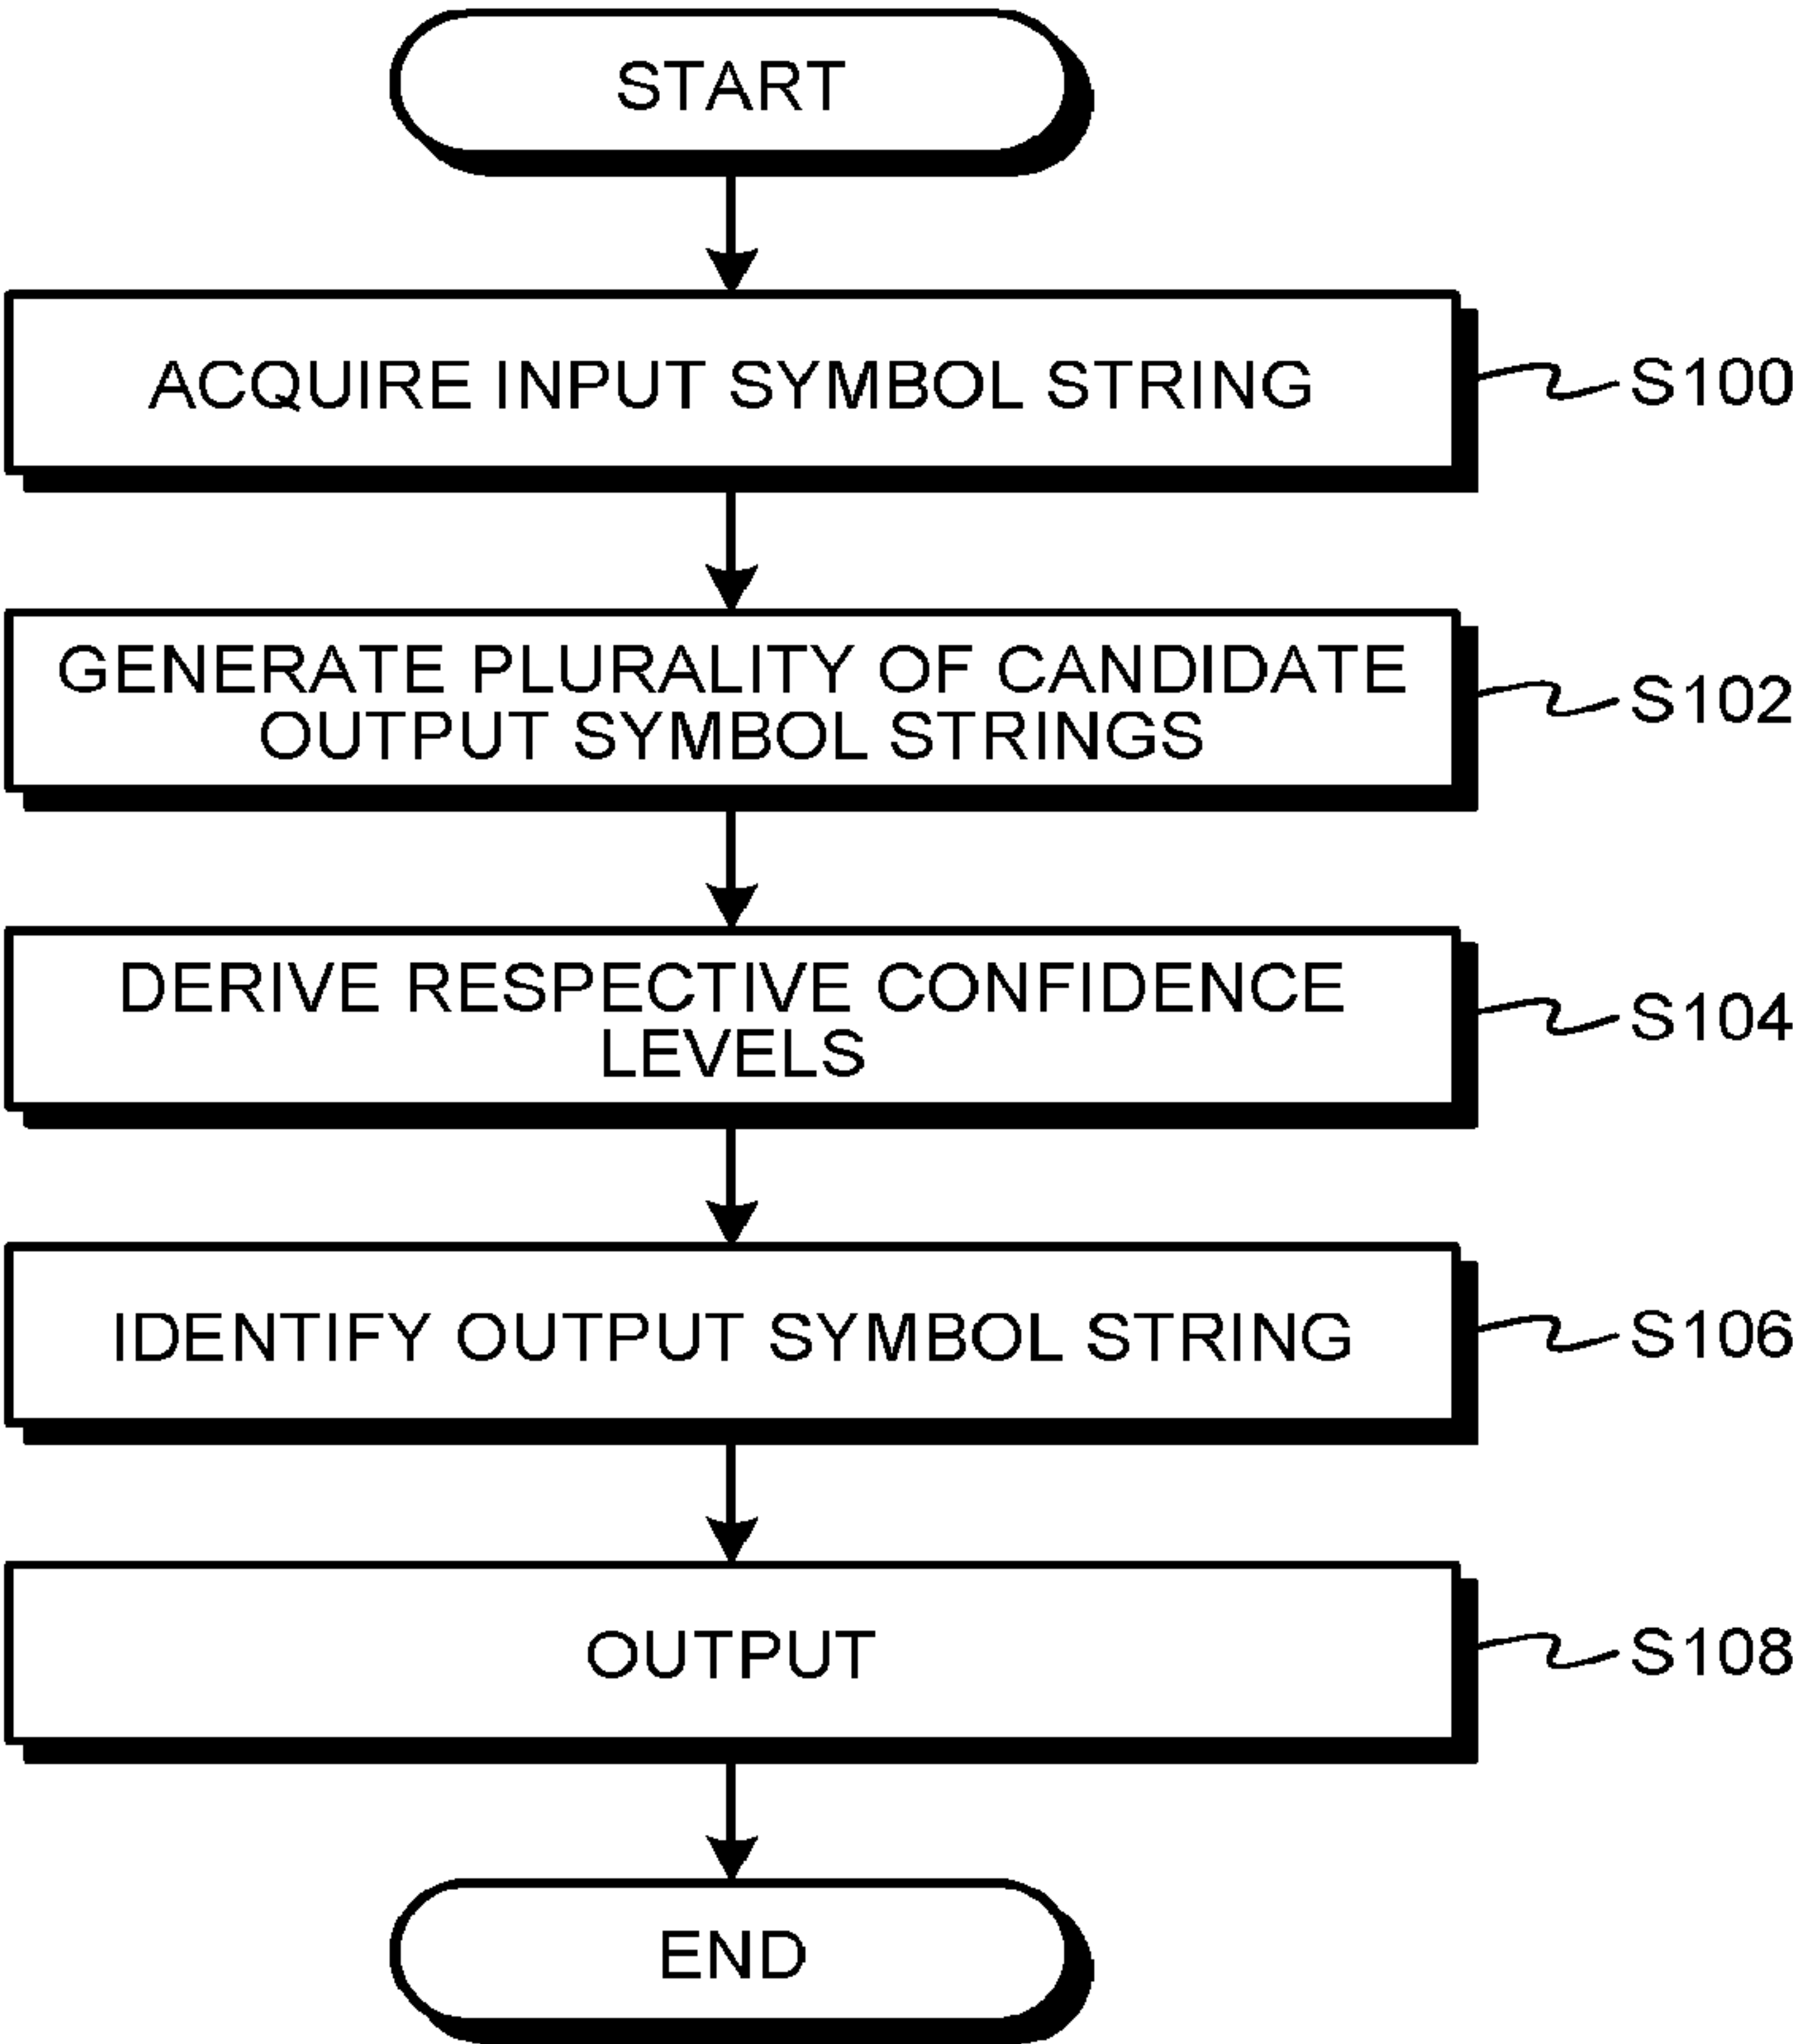 START
ACQUIRE INPUT SYMBOL STRING
S100
GENERATE PLURALITY OF CANDIDATE
OUTPUT SYMBOL STRINGS
S102
DERIVE RESPECTIVE CONFIDENCE
LEVELS
S104
IDENTIFY OUTPUT SYMBOL STRING
S106
OUTPUT
S108
END